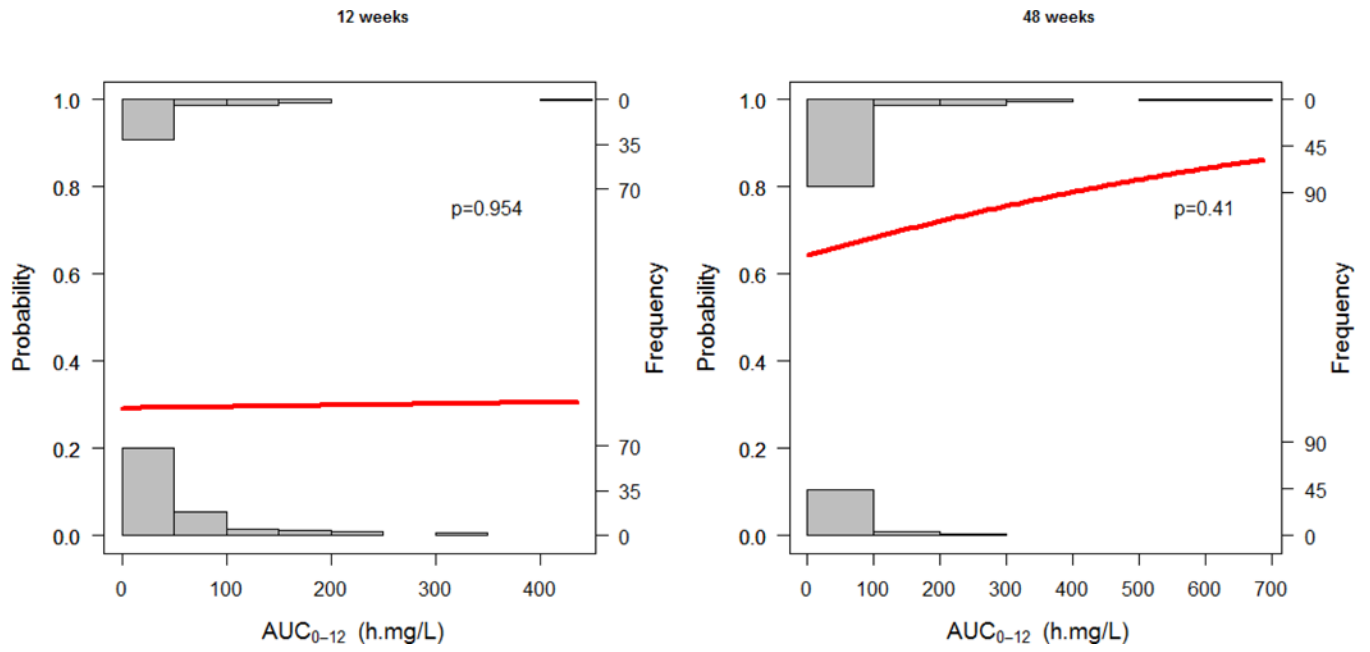 12 weeks
1.0
0.8
0.6
0.4
0.2
0.0
Probability
0
35
70
70
35
0
Frequency
p=0.954
0 100 200 300 400
AUC0–12 (h.mg/L)
48 weeks
1.0
0.8
0.6
0.4
0.2
0.0
Probability
0
45
90
90
45
0
Frequency
p=0.41
0 100 200 300 400 500 600 700
AUC0–12 (h.mg/L)